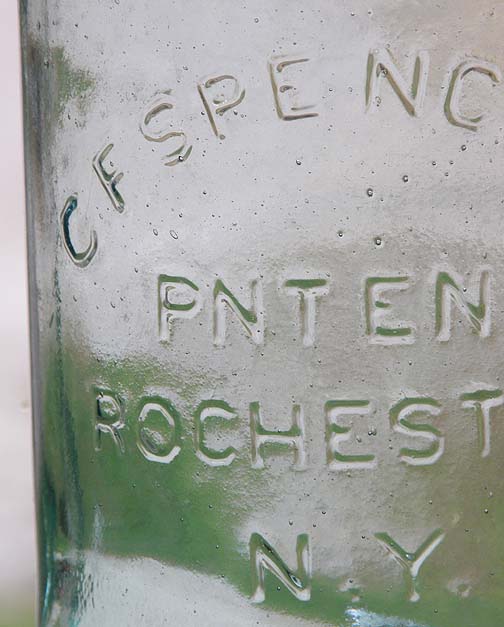 CFSPENC
PNTEN
ROCHEST
N.Y